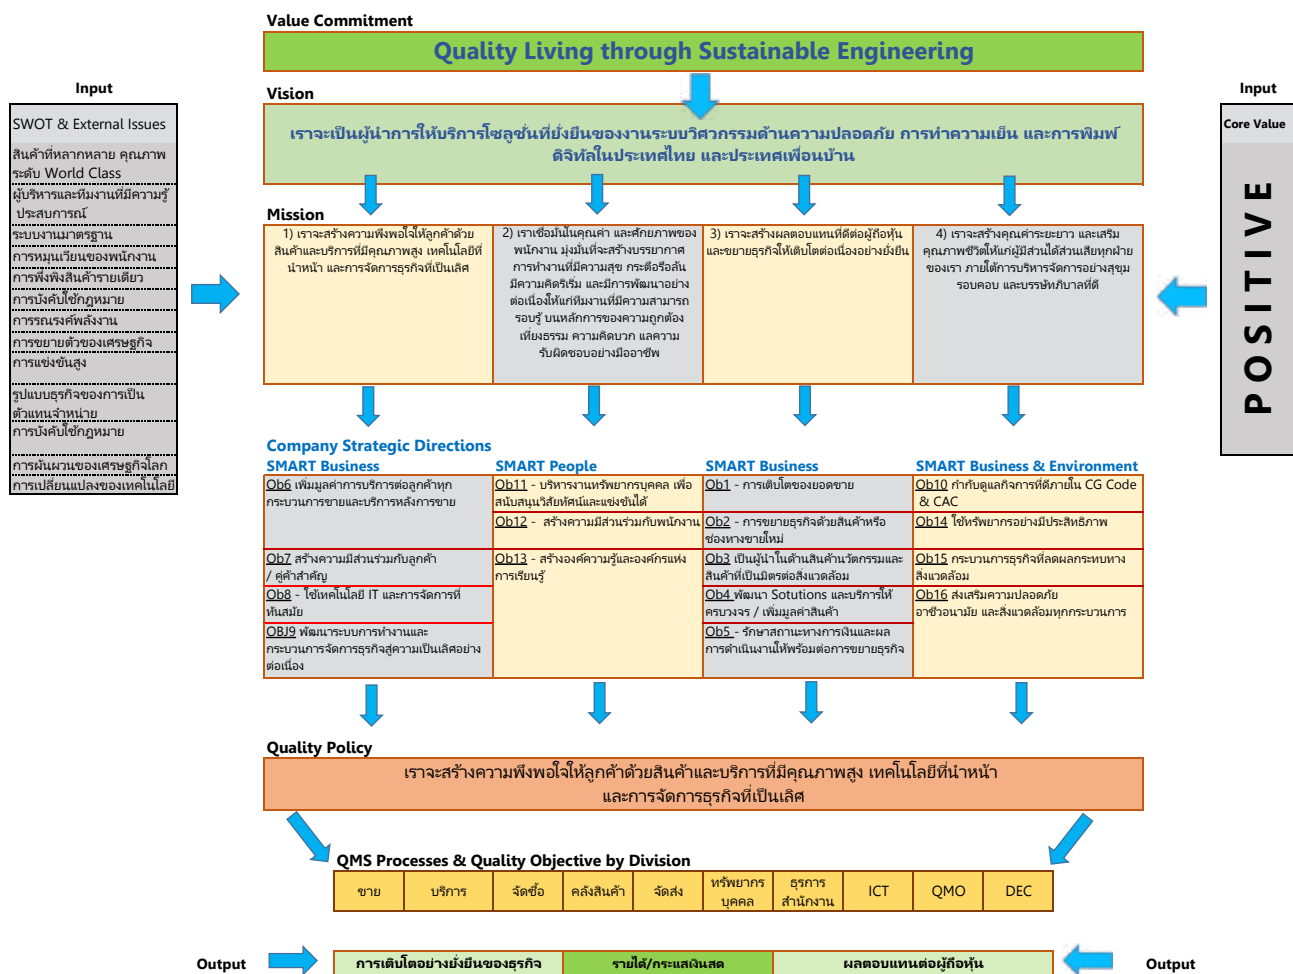 Value Commitment
Quality Living through Sustainable Engineering
Input
SWOT & External Issues
สินค้าที่หลากหลาย คุณภาพ
ระดับ World Class
ผู้บริหารและทีมงานที่มีความรู้
ประสบการณ์
ระบบงานมาตรฐาน
การหมุนเวียนของพนักงาน
การพึ่งพิงสินค้ารายเดียว
การบังคับใช้กฎหมาย
การรณรงค์พลังงาน
การขยายตัวของเศรษฐกิจ
การแข่งขันสูง
รูปแบบธุรกิจของการเป็น
ตัวแทนจำหน่าย
การบังคับใช้กฎหมาย
การผันผวนของเศรษฐกิจโลก
การเปลี่ยนแปลงของเทคโนโลยี
Vision
เราจะเป็นผู้นำการให้บริการโซลูชั่นที่ยั่งยืนของงานระบบวิศวกรรมด้านความปลอดภัย การทำความเย็น และการพิมพ์
ดิจิทัลในประเทศไทย และประเทศเพื่อนบ้าน
Input
Core Value
POSITIVE
Mission
1) เราจะสร้างความพึงพอใจให้ลูกค้าด้วย
สินค้าและบริการที่มีคุณภาพสูง เทคโนโลยีที่
นำหน้า และการจัดการธุรกิจที่เป็นเลิศ
2) เราเชื่อมั่นในคุณค่า และศักยภาพของ
พนักงาน มุ่งมั่นที่จะสร้างบรรยากาศ
การทำงานที่มีความสุข กระตือรือล้น
มีความคิดริเริ่ม และมีการพัฒนาอย่าง
ต่อเนื่องให้แก่ทีมงานที่มีความสามารถ
รอบรู้ บนหลักการของความถูกต้อง
เที่ยงธรรม ความคิดบวก แลความ
รับผิดชอบอย่างมืออาชีพ
3) เราจะสร้างผลตอบแทนที่ดีต่อผู้ถือหุ้น
และขยายธุรกิจให้เติบโตต่อเนื่องอย่างยั่งยืน
4) เราจะสร้างคุณค่าระยะยาว และเสริม
คุณภาพชีวิตให้แก่ผู้มีส่วนได้ส่วนเสียทุกฝ่าย
ของเรา ภายใต้การบริหารจัดการอย่างสุขุม
รอบคอบ และบรรษัทภิบาลที่ดี
Company Strategic Directions
SMART Business
Ob6 เพิ่มมูลค่าการบริการต่อลูกค้าทุก
กระบวนการขายและบริการหลังการขาย
Ob7 สร้างความมีส่วนร่วมกับลูกค้า
/ คู่ค้าสำคัญ
Ob8 - ใช้เทคโนโลยี IT และการจัดการที่
ทันสมัย
OBJ9 พัฒนาระบบการทำงานและ
กระบวนการจัดการธุรกิจสู่ความเป็นเลิศอย่าง
ต่อเนื่อง
SMART People
Ob11 - บริหารงานทรัพยากรบุคคล เพื่อ
สนับสนุนวิสัยทัศน์และแข่งขันได้
Ob12 - สร้างความมีส่วนร่วมกับพนักงาน
Ob13 - สร้างองค์ความรู้และองค์กรแห่ง
การเรียนรู้
SMART Business
Ob1 - การเติบโตของยอดขาย
Ob2 - การขยายธุรกิจด้วยสินค้าหรือ
ช่องทางขายใหม่
Ob3 เป็นผู้นำในด้านสินค้านวัตกรรมและ
สินค้าที่เป็นมิตรต่อสิ่งแวดล้อม
Ob4 พัฒนา Sotutions และบริการให้
ครบวงจร / เพิ่มมูลค่าสินค้า
Ob5 - รักษาสถานะทางการเงินและผล
การดำเนินงานให้พร้อมต่อการขยายธุรกิจ
SMART Business & Environment
Ob10 กำกับดูแลกิจการที่ดีภายใน CG Code
& CAC
Ob14 ใช้ทรัพยากรอย่างมีประสิทธิภาพ
Ob15 กระบวนการธุรกิจที่ลดผลกระทบทาง
สิ่งแวดล้อม
Ob16 ส่งเสริมความปลอดภัย
อาชีวอนามัย และสิ่งแวดล้อมทุกกระบวนการ
Quality Policy
เราจะสร้างความพึงพอใจให้ลูกค้าด้วยสินค้าและบริการที่มีคุณภาพสูง เทคโนโลยีที่นำหน้า
และการจัดการธุรกิจที่เป็นเลิศ
QMS Processes & Quality Objective by Division
ขาย
บริการ
จัดซื้อ
คลังสินค้า
จัดส่ง
ทรัพยากร
บุคคล
ธุรการ
สำนักงาน
ICT
QMO
DEC
Output
การเติบโตอย่างยั่งยืนของธุรกิจ
รายได้/กระแสเงินสด
ผลตอบแทนต่อผู้ถือหุ้น
Output